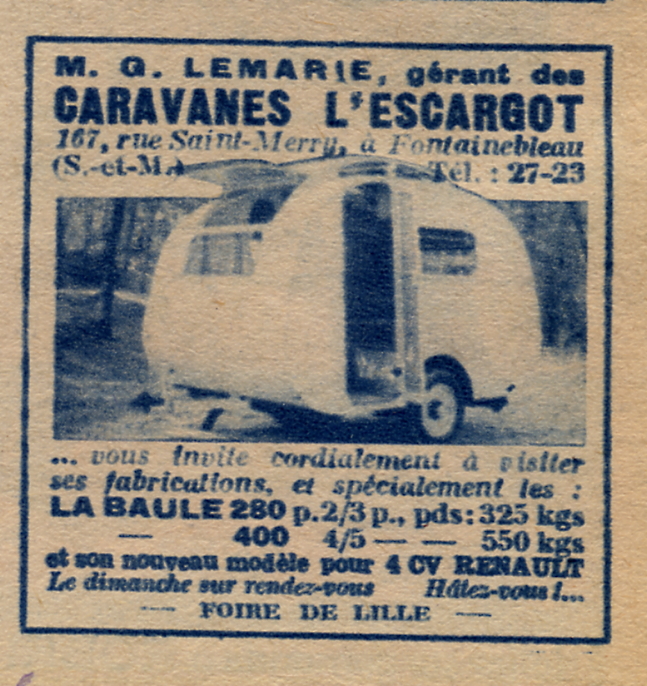 M. G. LEMARIE, gérant des
CARAVANES L'ESCARGOT
167, rue Saint-Merry, à Fontainebleau
(S.-et-M.) Tél. : 27-23
... vous invite cordialement à visiter
ses fabrications, et spécialement les :
LA BAULE 280 p. 2/3 p., pds: 325 kgs
— 400 4/5 — — 550 kgs
et son nouveau modèle pour 4 CV RENAULT
Le dimanche sur rendez-vous Hâtez-vous !...
— FOIRE DE LILLE —